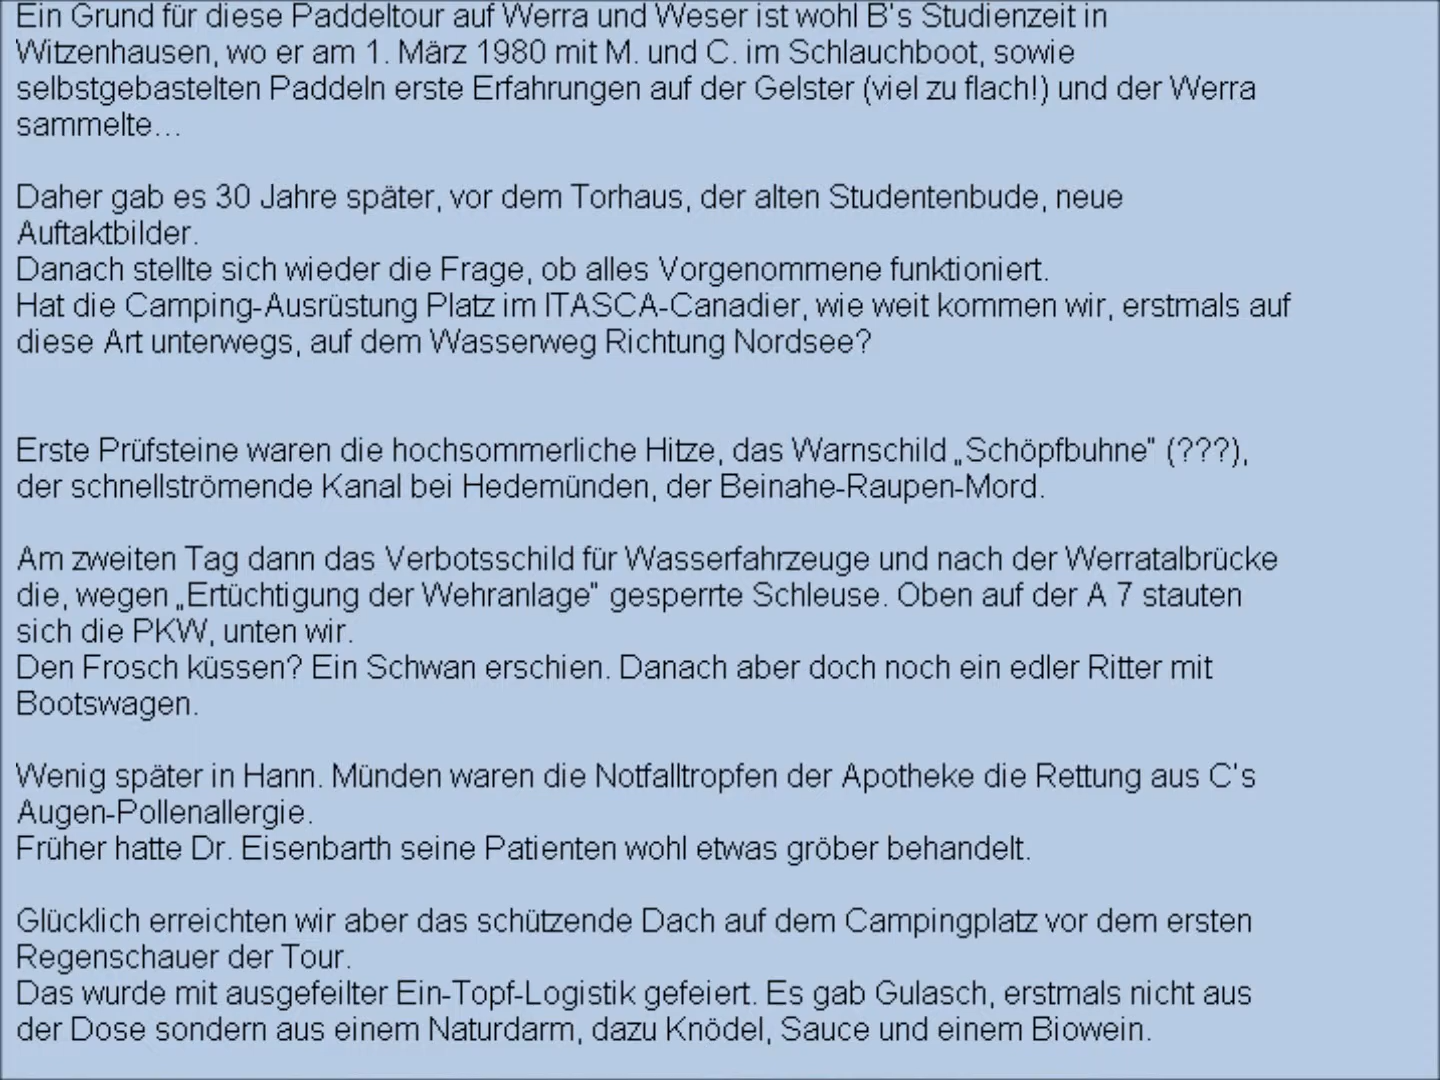 Ein Grund für diese Paddeltour auf Werra und Weser ist wohl B's Studienzeit in
Witzenhausen, wo er am 1. März 1980 mit M. und C. im Schlauchboot, sowie
selbstgebastelten Paddeln erste Erfahrungen auf der Gelster (viel zu flach!) und der Werra
sammelte...
Daher gab es 30 Jahre später, vor dem Torhaus, der alten Studentenbude, neue
Auftaktbilder.
Danach stellte sich wieder die Frage, ob alles Vorgenommene funktioniert.
Hat die Camping-Ausrüstung Platz im ITASCA-Canadier, wie weit kommen wir, erstmals auf
diese Art unterwegs, auf dem Wasserweg Richtung Nordsee?
Erste Prüfsteine waren die hochsommerliche Hitze, das Warnschild „Schöpfbuhne" (???),
der schnellströmende Kanal bei Hedemünden, der Beinahe-Raupen-Mord.
Am zweiten Tag dann das Verbotsschild für Wasserfahrzeuge und nach der Werratalbrücke
die, wegen „Ertüchtigung der Wehranlage" gesperrte Schleuse. Oben auf der A 7 stauten
sich die PKW, unten wir.
Den Frosch küssen? Ein Schwan erschien. Danach aber doch noch ein edler Ritter mit
Bootswagen.
Wenig später in Hann. Münden waren die Notfalltropfen der Apotheke die Rettung aus C's
Augen-Pollenallergie.
Früher hatte Dr. Eisenbarth seine Patienten wohl etwas gröber behandelt.
Glücklich erreichten wir aber das schützende Dach auf dem Campingplatz vor dem ersten
Regenschauer der Tour.
Das wurde mit ausgefeilter Ein-Topf-Logistik gefeiert. Es gab Gulasch, erstmals nicht aus
der Dose sondern aus einem Naturdarm, dazu Knödel, Sauce und einem Biowein.